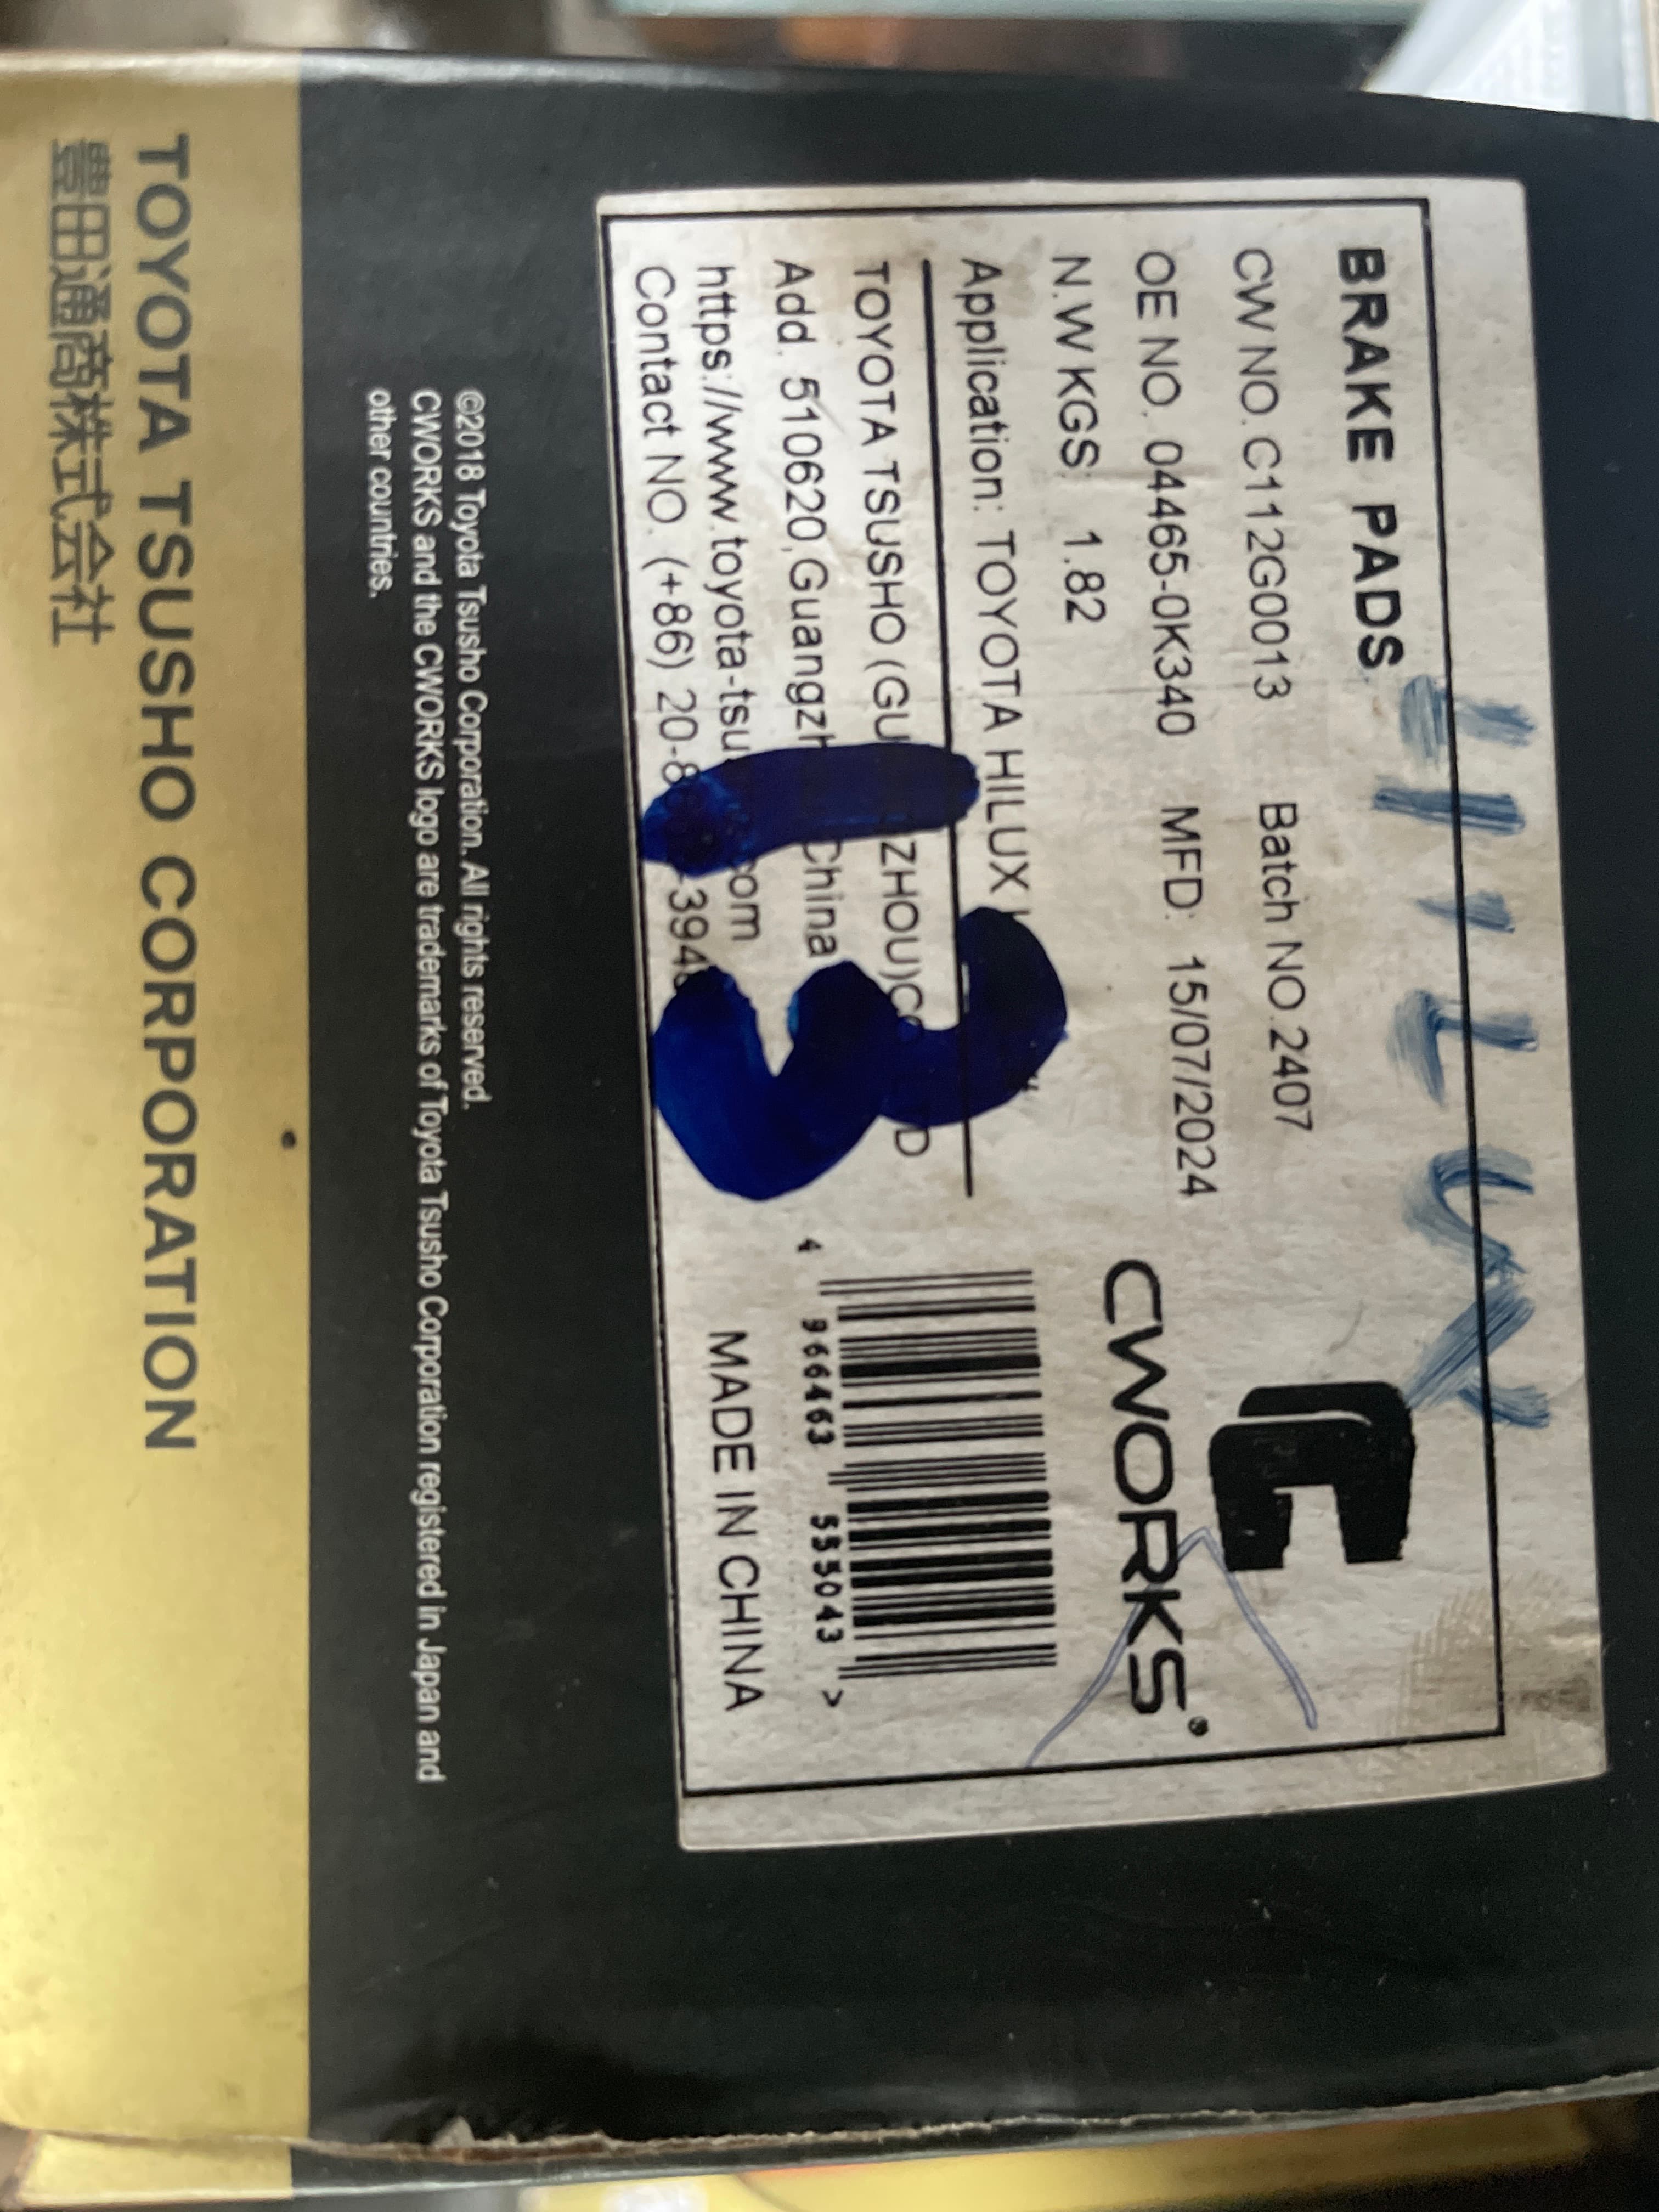 HILUX
BRAKE PADS
CW NO. C112G0013 Batch NO.2407
OE NO. 04465-0K340 MFD: 15/07/2024
N.W KGS: 1.82
Application: TOYOTA HILUX
TOYOTA TSUSHO
Add. 510620,Guangzh China
https://www.toyota-tsu om
Contact NO. (+86) 20-8
13
CWORKS®
4 966463 555043 >
MADE IN CHINA
©2018 Toyota Tsusho Corporation. All rights reserved.
CWORKS and the CWORKS logo are trademarks of Toyota Tsusho Corporation registered in Japan and
other countries.
TOYOTA TSUSHO CORPORATION
豊田通商株式会社